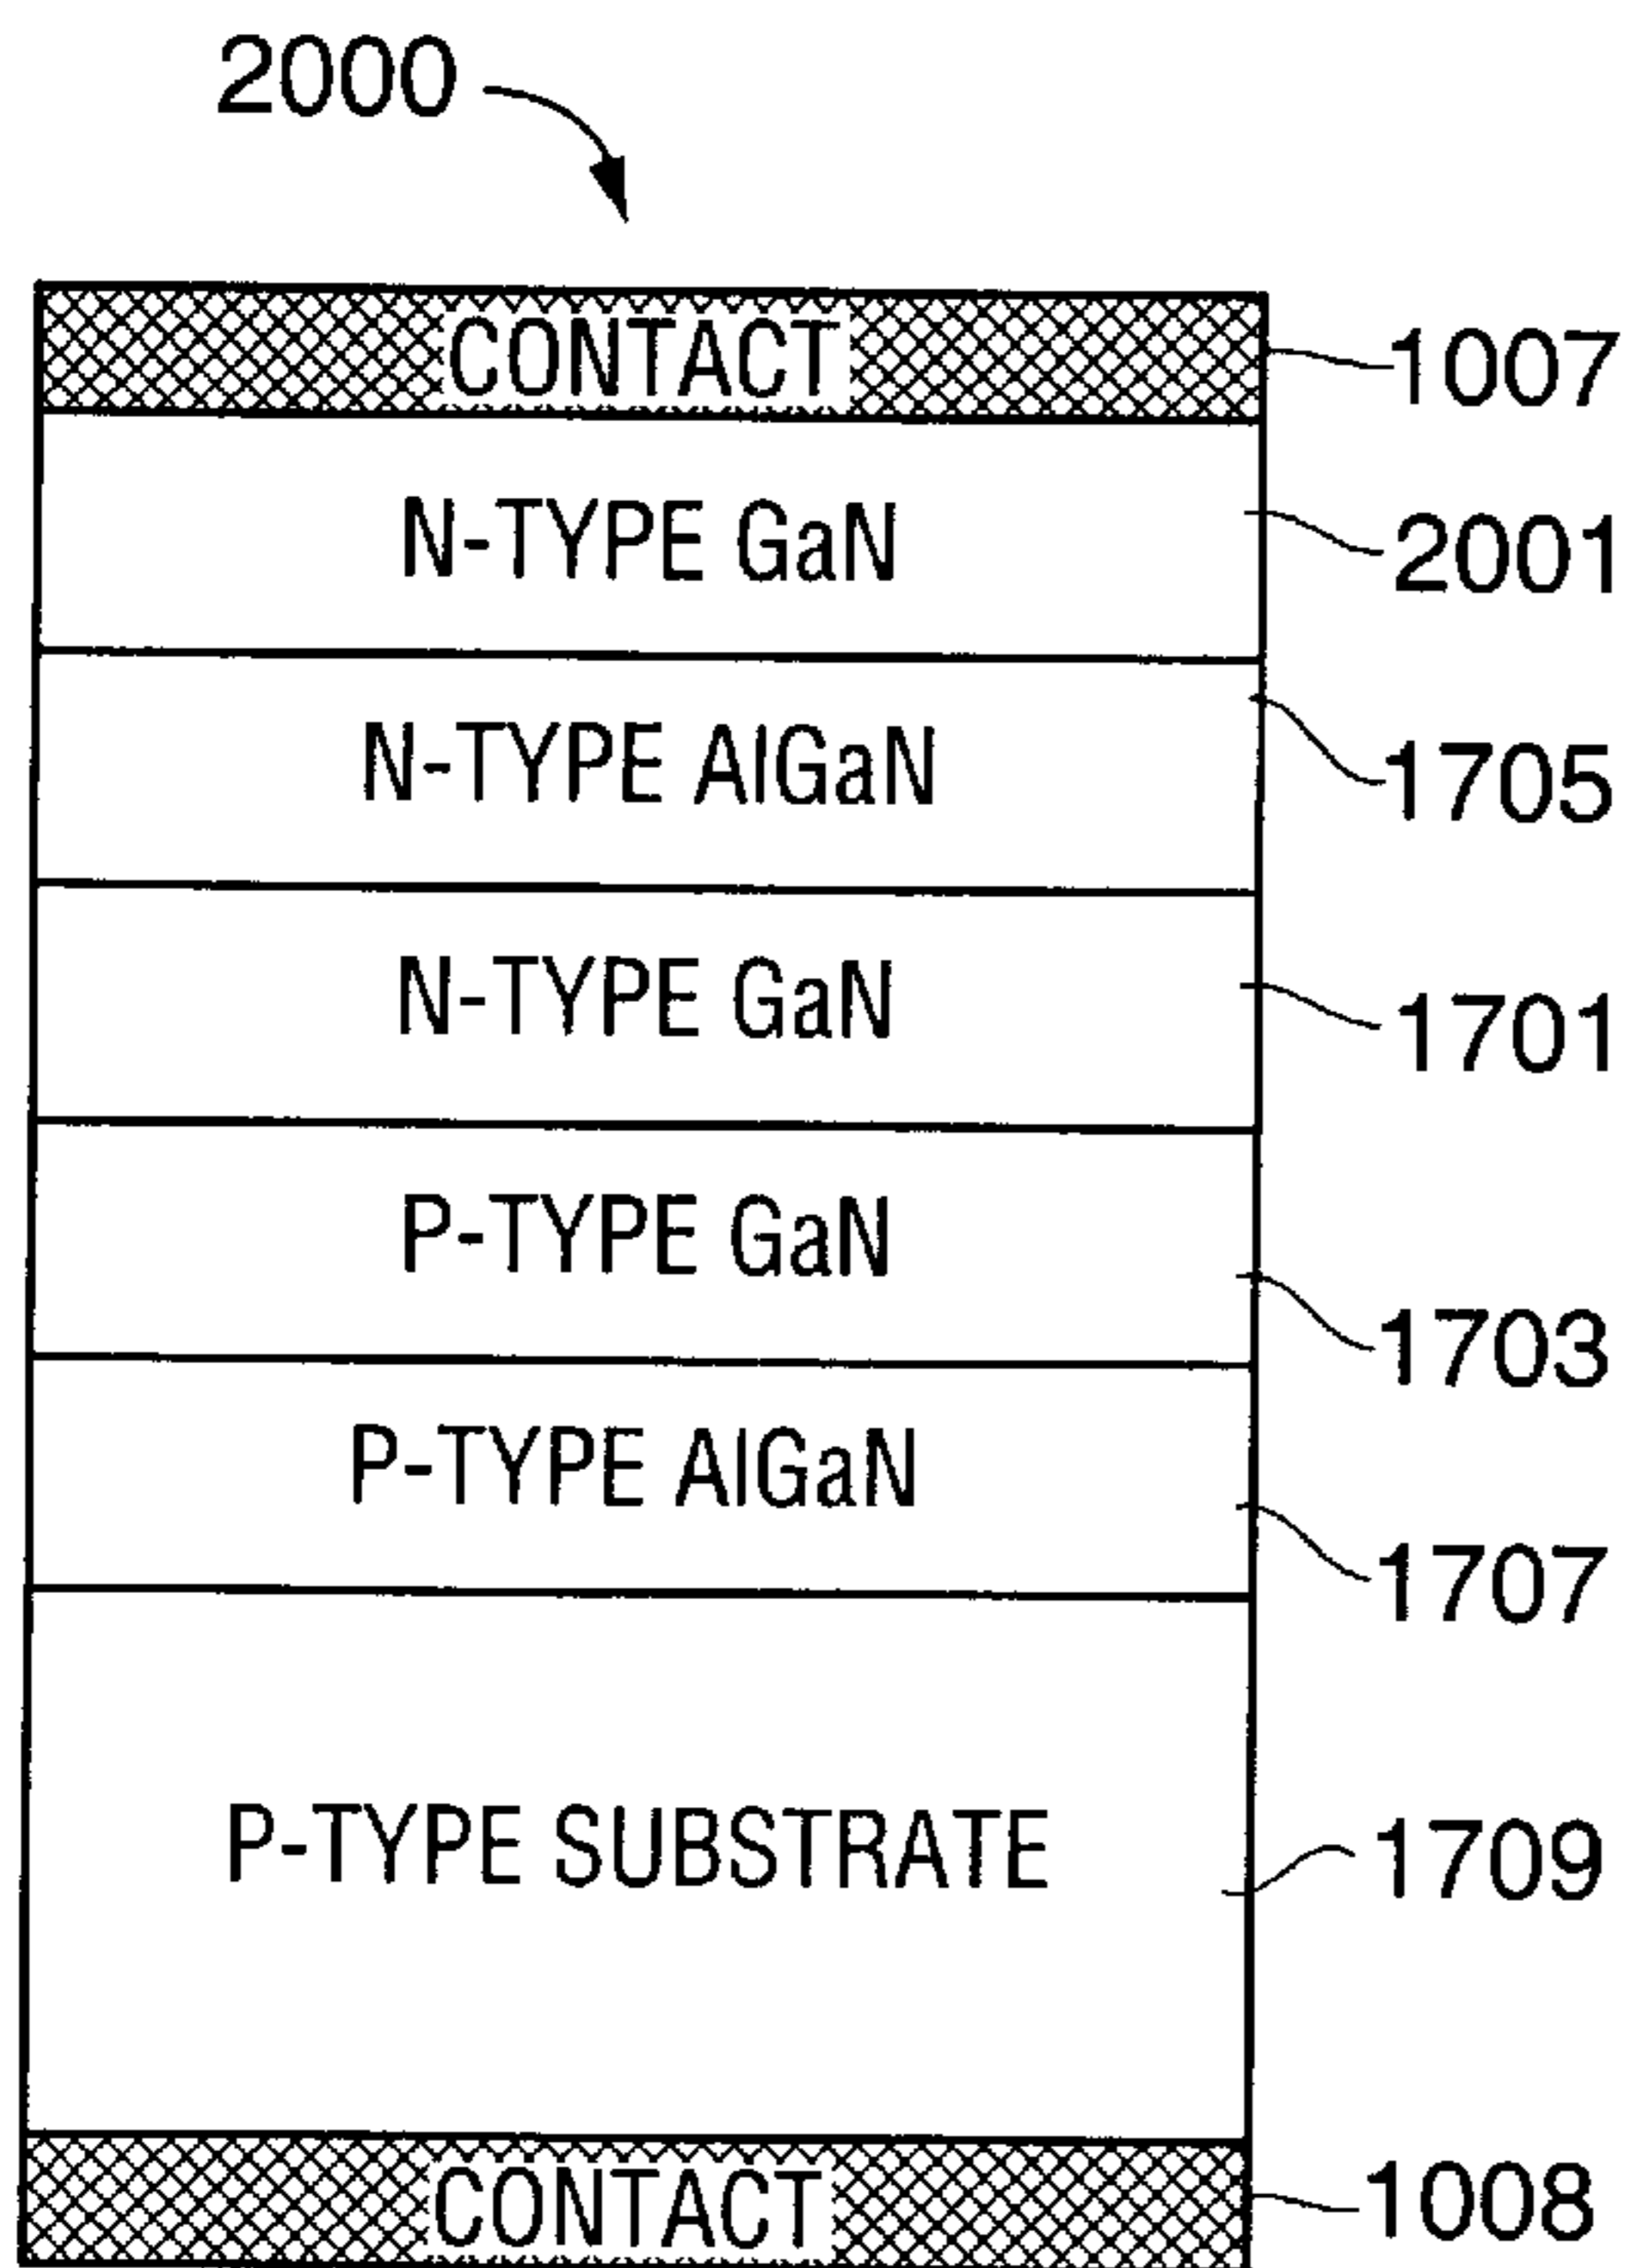 2000
CONTACT 1007
N-TYPE GaN 2001
N-TYPE AlGaN 1705
N-TYPE GaN 1701
P-TYPE GaN 1703
P-TYPE AlGaN 1707
P-TYPE SUBSTRATE 1709
CONTACT 1008